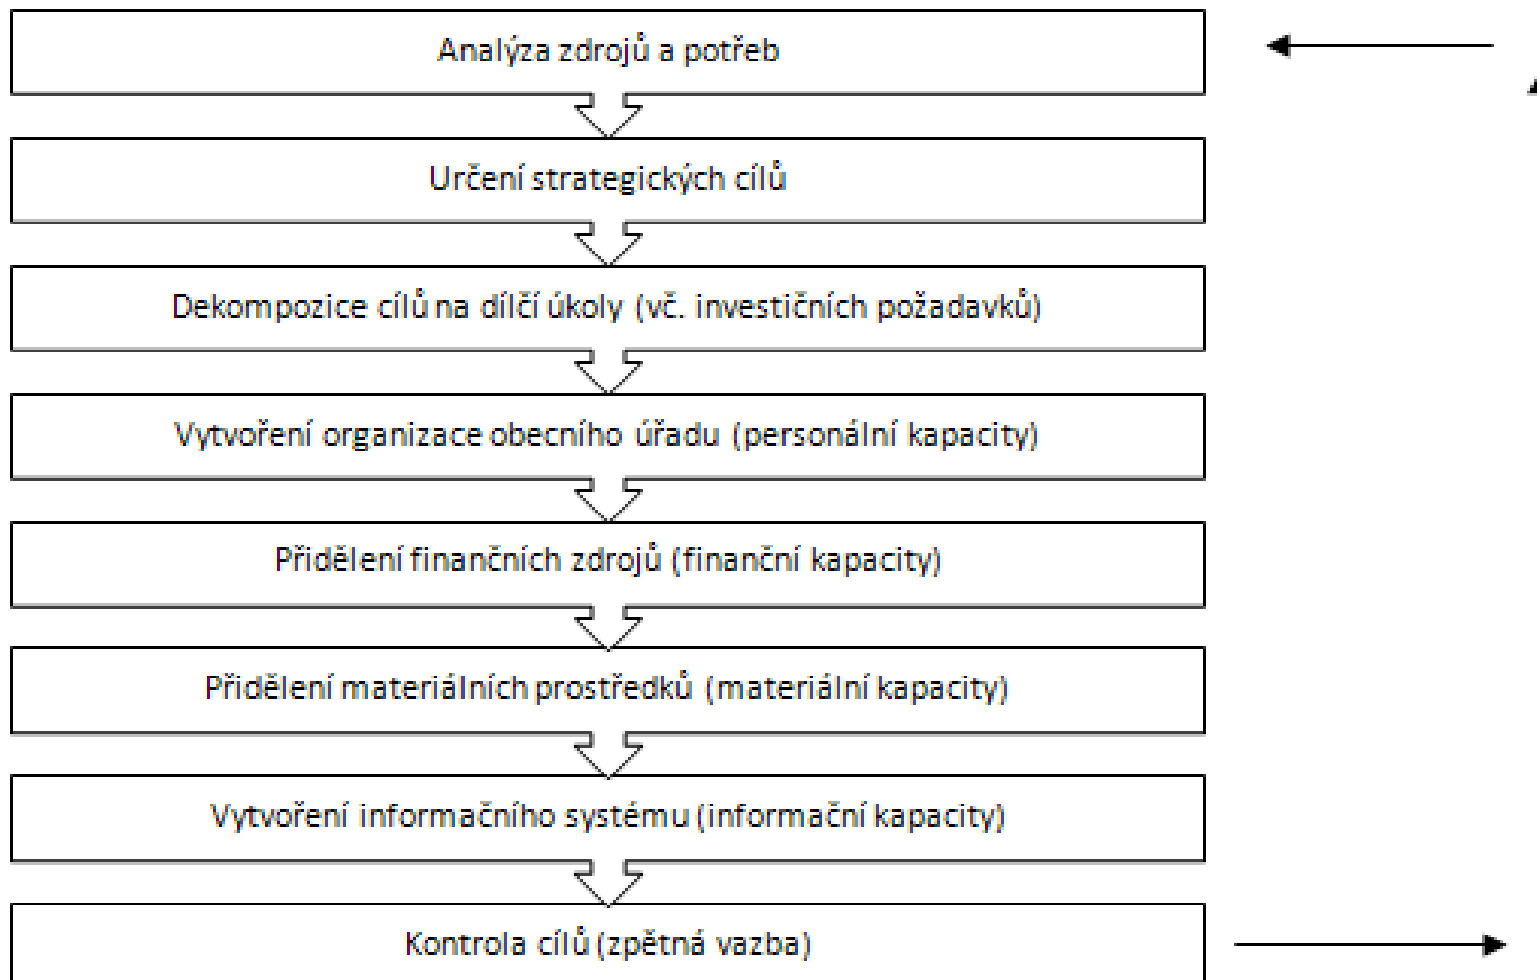 Analýza zdrojů a potřeb
Určení strategických cílů
Dekompozice cílů na dílčí úkoly (vč. investičních požadavků)
Vytvoření organizace obecního úřadu (personální kapacity)
Přidělení finančních zdrojů (finanční kapacity)
Přidělení materiálních prostředků (materiální kapacity)
Vytvoření informačního systému (informační kapacity)
Kontrola cílů (zpětná vazba)